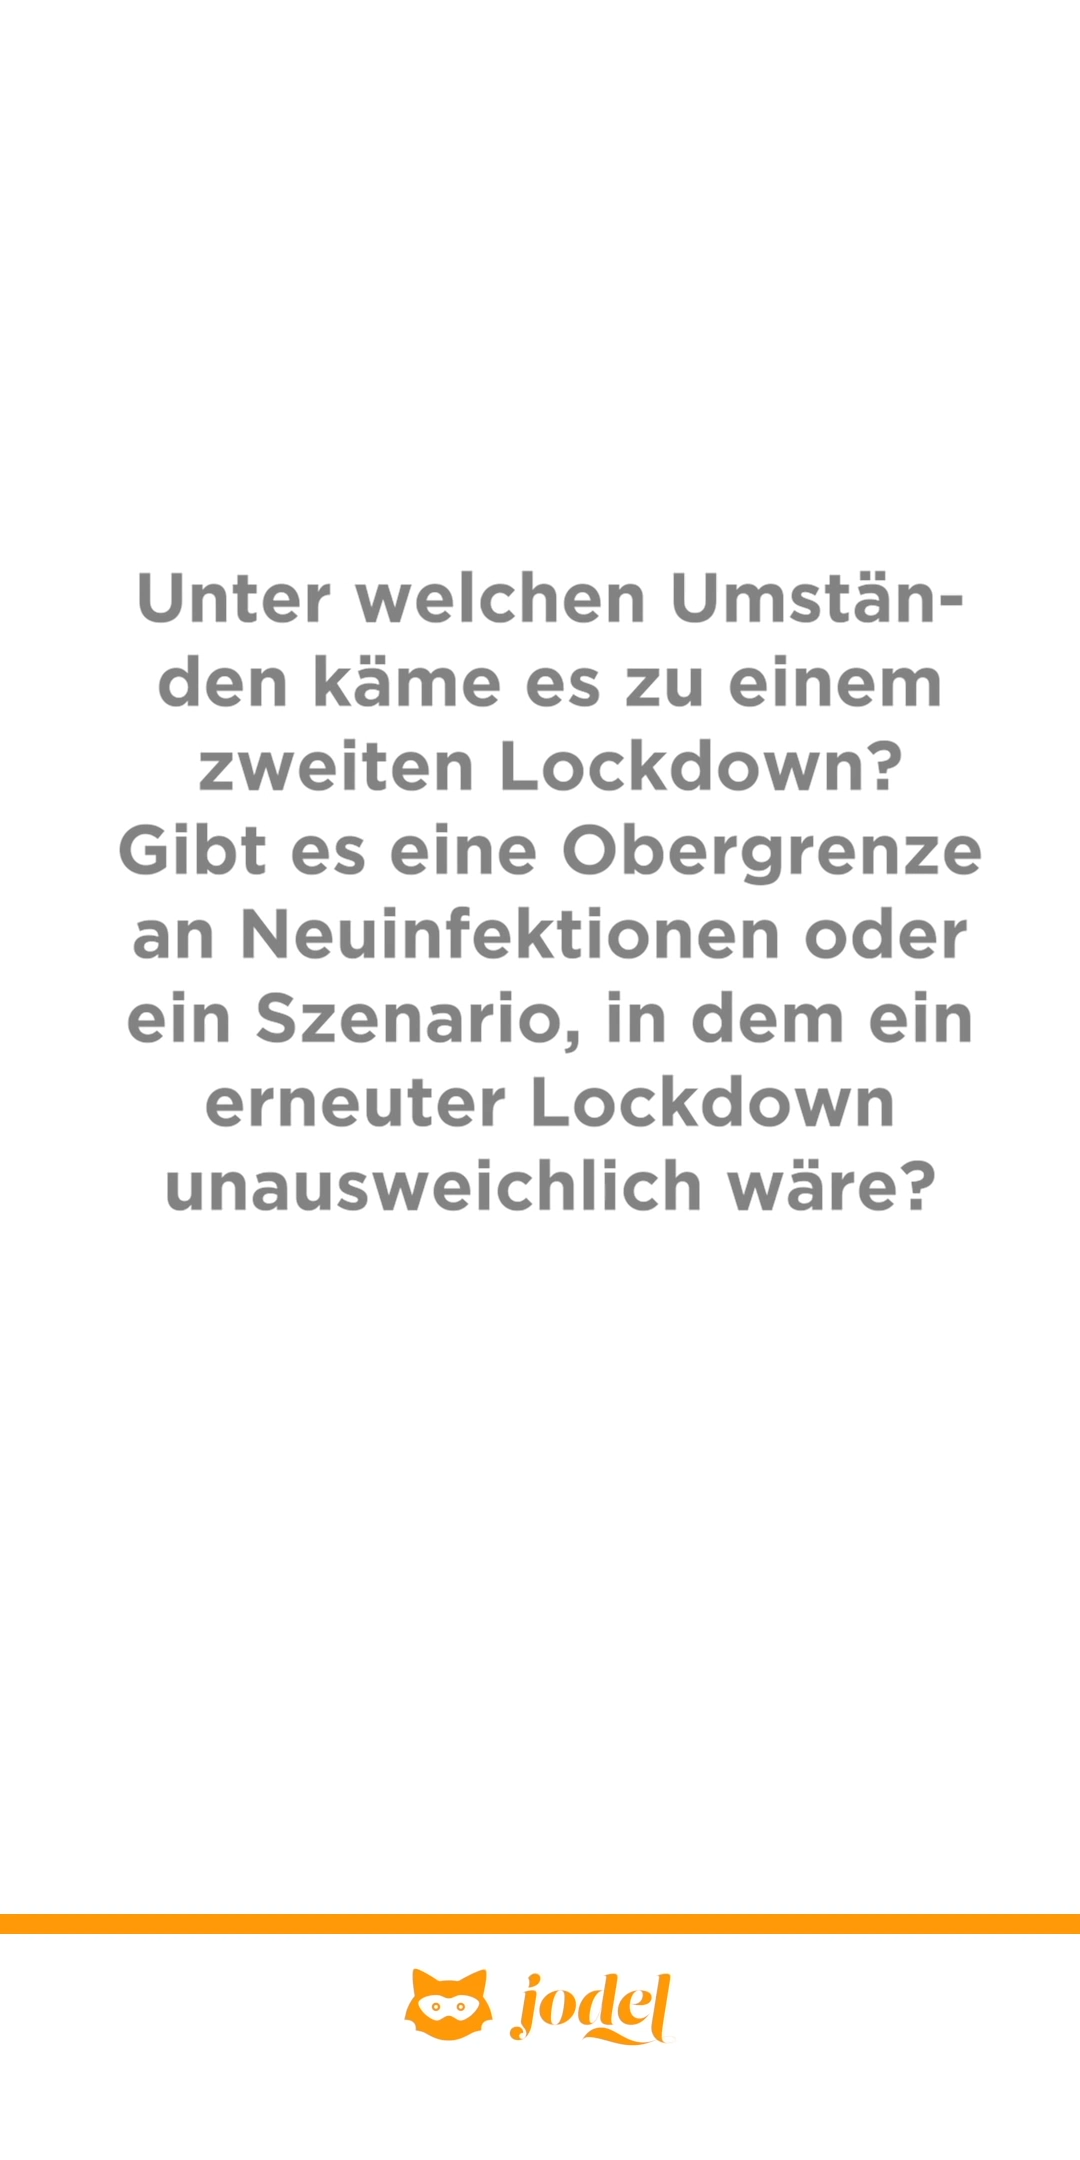 Unter welchen Umstän-
den käme es zu einem
zweiten Lockdown?
Gibt es eine Obergrenze
an Neuinfektionen oder
ein Szenario, in dem ein
erneuter Lockdown
unausweichlich wäre?
jodel